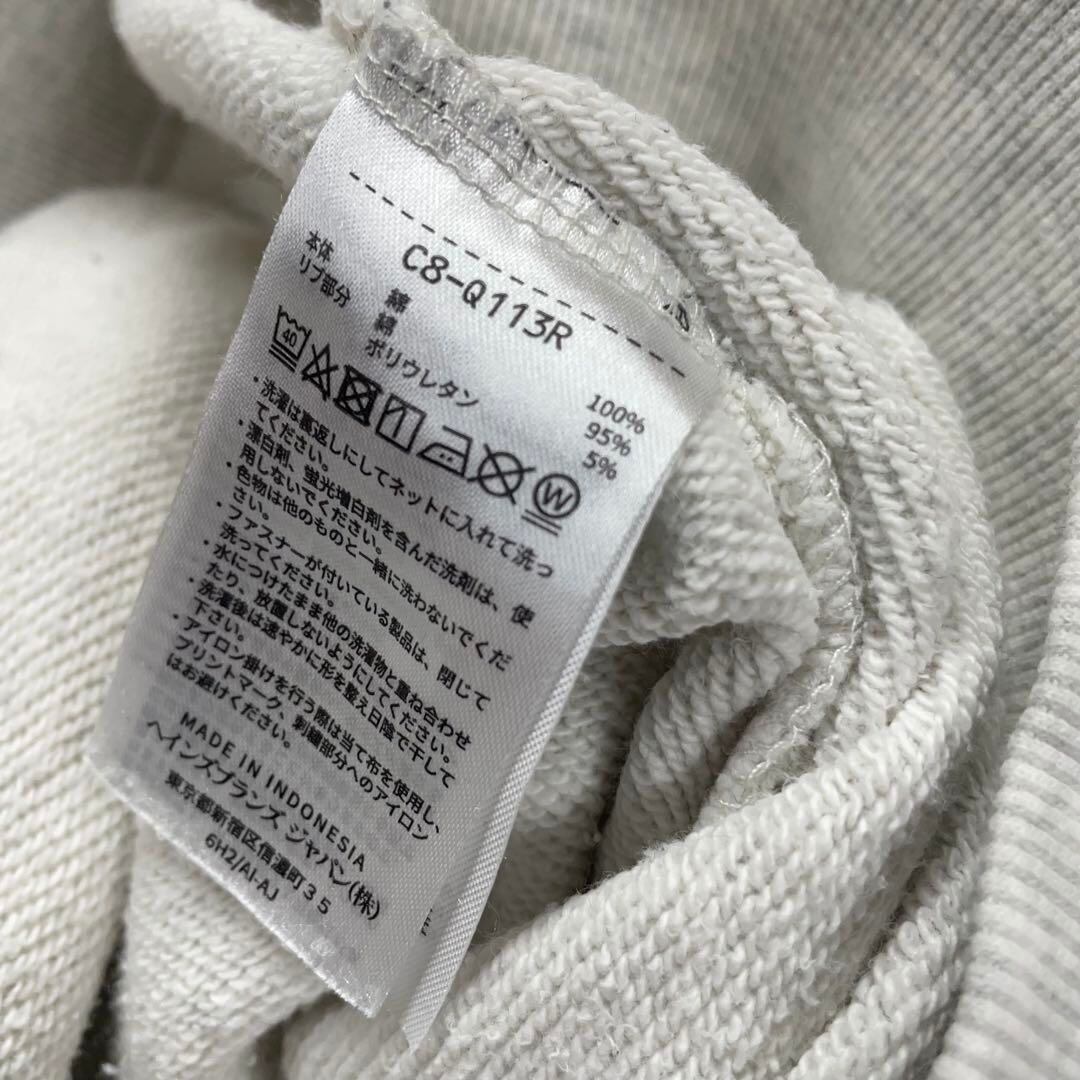 C8-Q113R
本体 綿 100%
リブ部分 綿 95%
ポリウレタン 5%
40 W
・洗濯は裏返しにしてネットに入れて洗っ
てください。
・漂白剤、蛍光増白剤を含んだ洗剤は、使
用しないでください。
・色物は他のものと一緒に洗わないでくだ
さい。
・ファスナーが付いている製品は、閉じて
洗ってください。
・水につけたまま他の洗濯物と重ね合わせ
たり、放置しないようにしてください。
・洗濯後は速やかに形を整え日陰で干して
下さい。
・アイロン掛けを行う際は当て布を使用し、
プリントマーク、刺繍部分へのアイロン
はお避けください。
MADE IN INDONESIA
ヘインズブランズ ジャパン(株)
東京都新宿区信濃町３５
6H2/AI-AJ